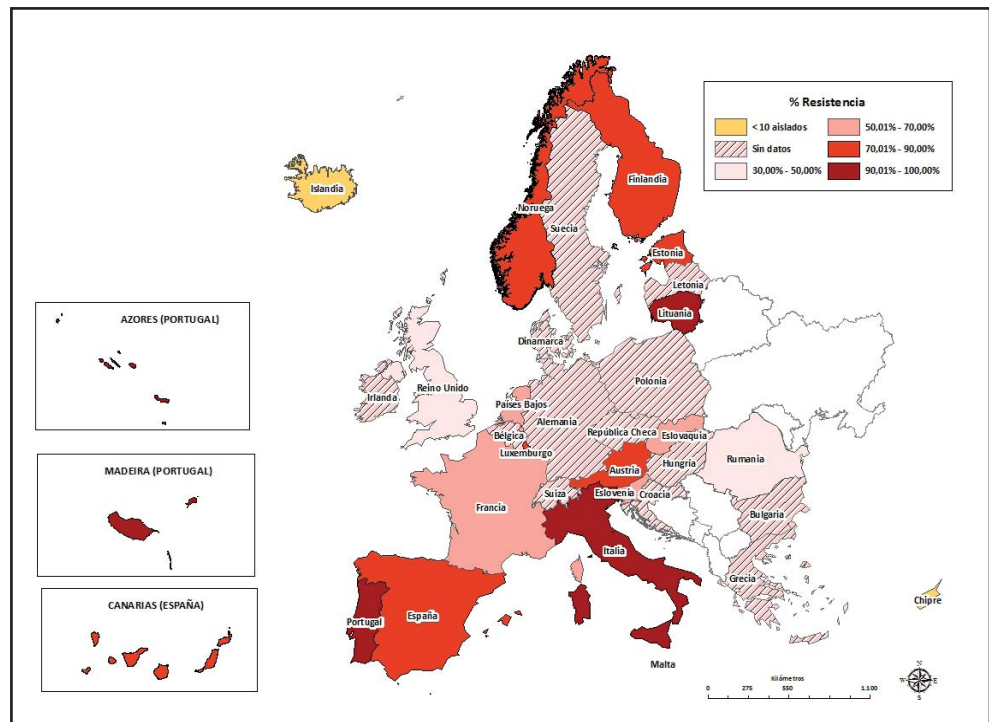 % Resistencia
< 10 aislados
50,01% - 70,00%
Sin datos
70,01% - 90,00%
30,00% - 50,00%
90,01% - 100,00%
Islandia
Finlandia
Noruega
Suecia
Estonia
Letonia
Lituania
AZORES (PORTUGAL)
Dinamarca
Irlanda
Reino Unido
Países Bajos
Polonia
Alemania
Bélgica
República Checa
Eslovaquia
Luxemburgo
Austria
Hungría
Rumania
MADEIRA (PORTUGAL)
Suiza
Eslovenia
Croacia
Francia
Bulgaria
Italia
Grecia
CANARIAS (ESPAÑA)
Chipre
Portugal
España
Malta
Kilómetros
0 275 550 1.100
N
W E
S